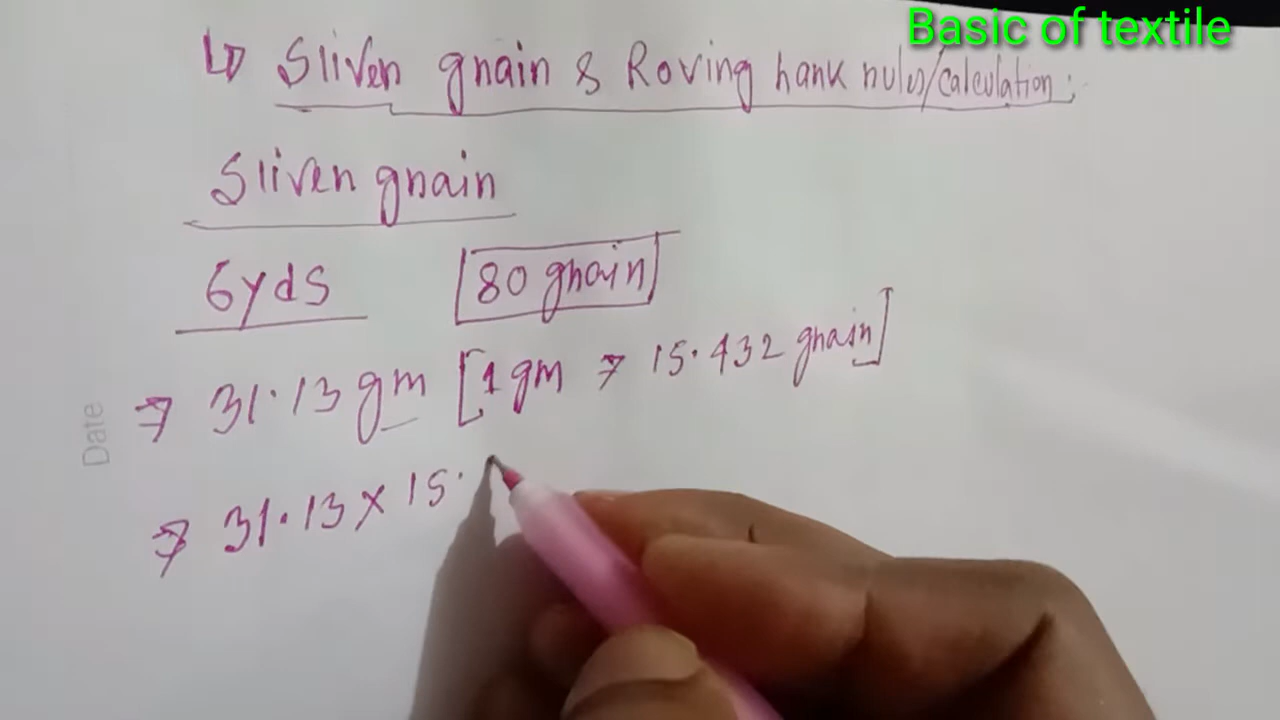 Basic of textile
Sliver grain & Roving hank rules/calculation:
Sliver grain
6yds 80 grain
⇒ 31.13 gm [1 gm ⇒ 15.432 grain]
⇒ 31.13 x 15.
Date